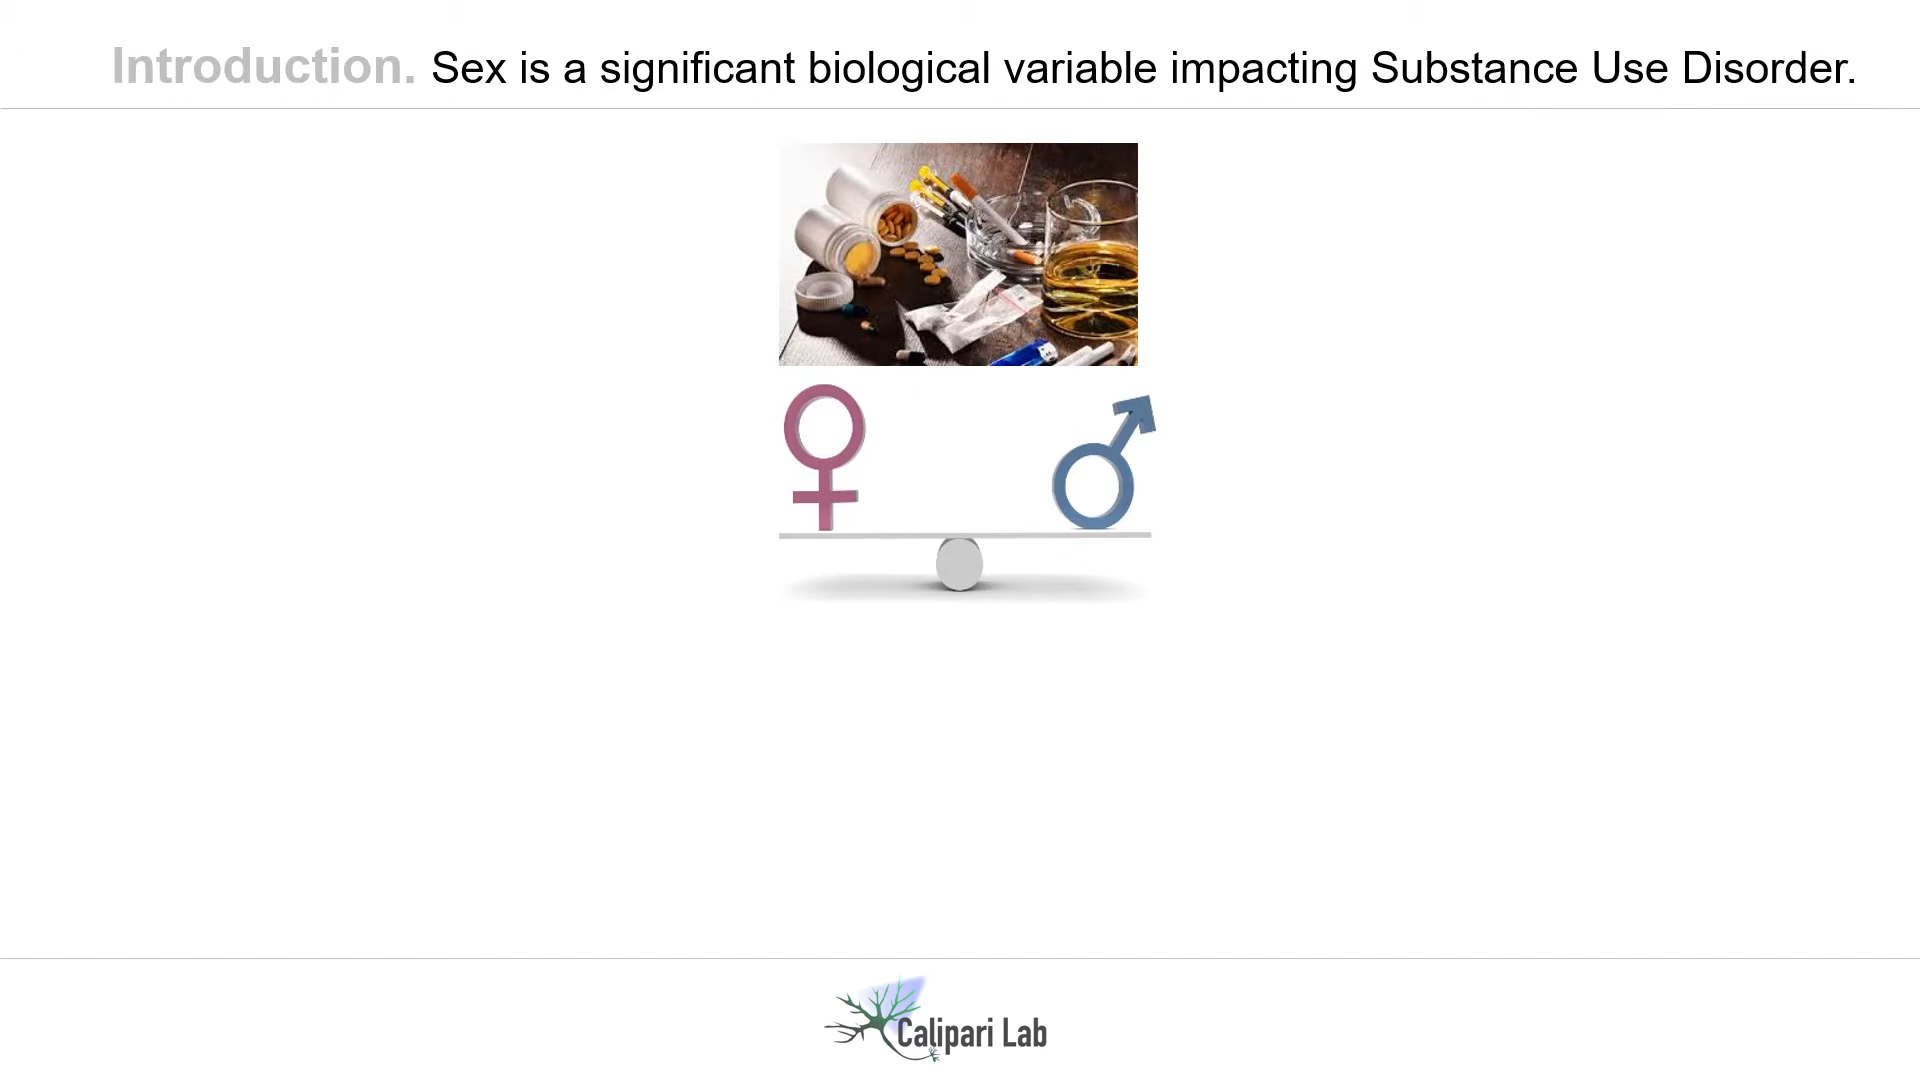 Introduction. Sex is a significant biological variable impacting Substance Use Disorder.
Calipari Lab